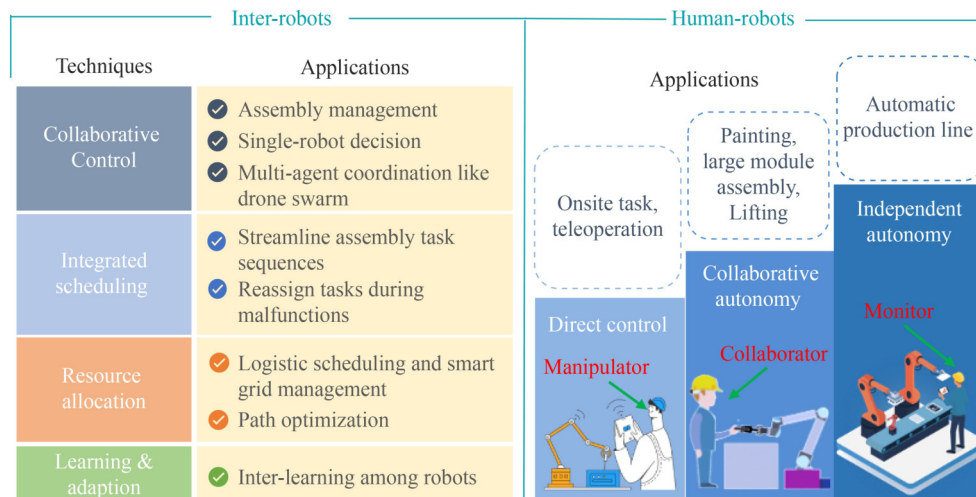 Inter-robots
Human-robots
Techniques
Applications
Collaborative
Control
Assembly management
Single-robot decision
Multi-agent coordination like
drone swarm
Integrated
scheduling
Streamline assembly task
sequences
Reassign tasks during
malfunctions
Resource
allocation
Logistic scheduling and smart
grid management
Path optimization
Learning &
adaption
Inter-learning among robots
Applications
Onsite task,
teleoperation
Painting,
large module
assembly,
Lifting
Automatic
production line
Direct control
Manipulator
Collaborative
autonomy
Collaborator
Independent
autonomy
Monitor